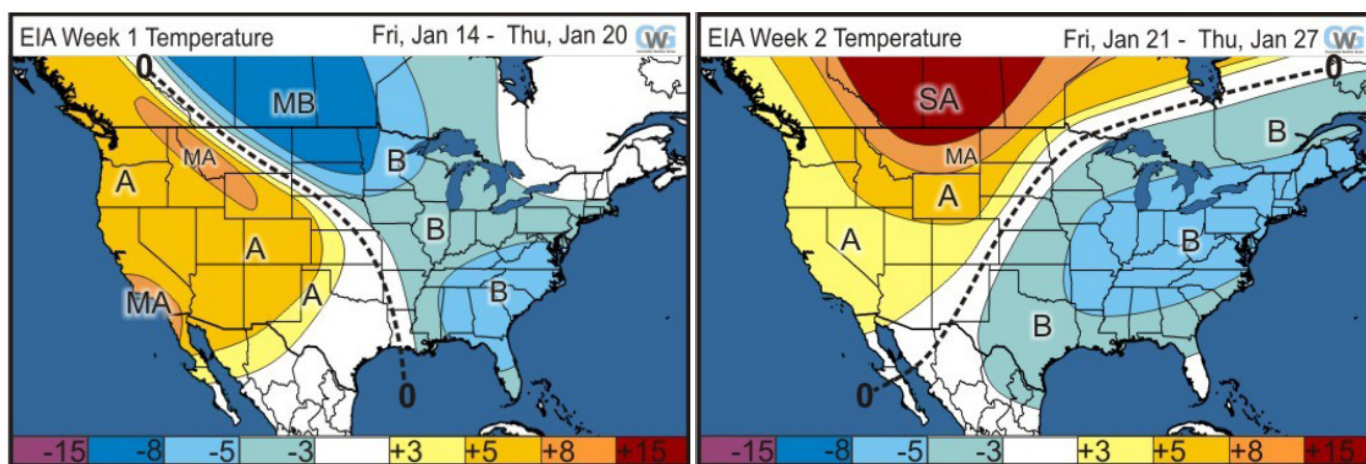 EIA Week 1 Temperature Fri, Jan 14 - Thu, Jan 20 CWG
0
MB
MA
B
A
B
A
A
B
MA
0
-15 -8 -5 -3 +3 +5 +8 +15
EIA Week 2 Temperature Fri, Jan 21 - Thu, Jan 27 CWG
0
SA
B
MA
A
A
B
B
0
-15 -8 -5 -3 +3 +5 +8 +15